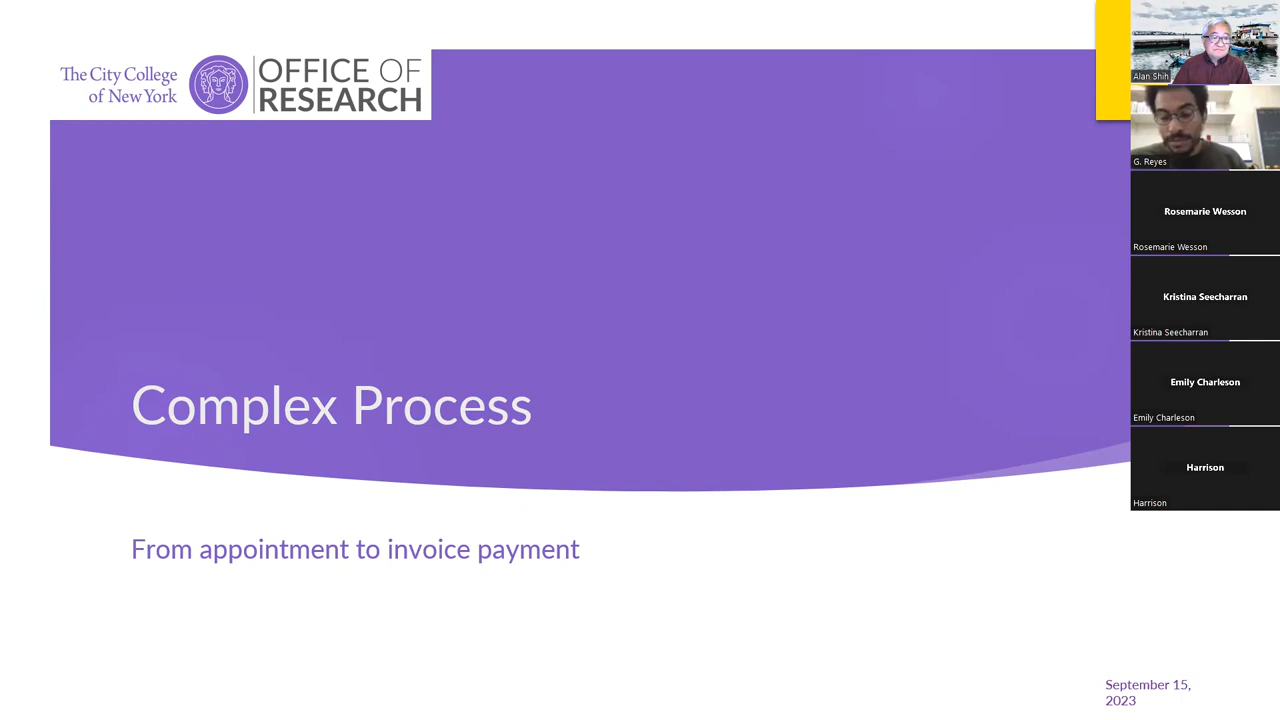 The City College
of New York
OFFICE OF
RESEARCH
Complex Process
From appointment to invoice payment
September 15,
2023
Alan Shih
G. Reyes
Rosemarie Wesson
Rosemarie Wesson
Kristina Seecharran
Kristina Seecharran
Emily Charleson
Emily Charleson
Harrison
Harrison